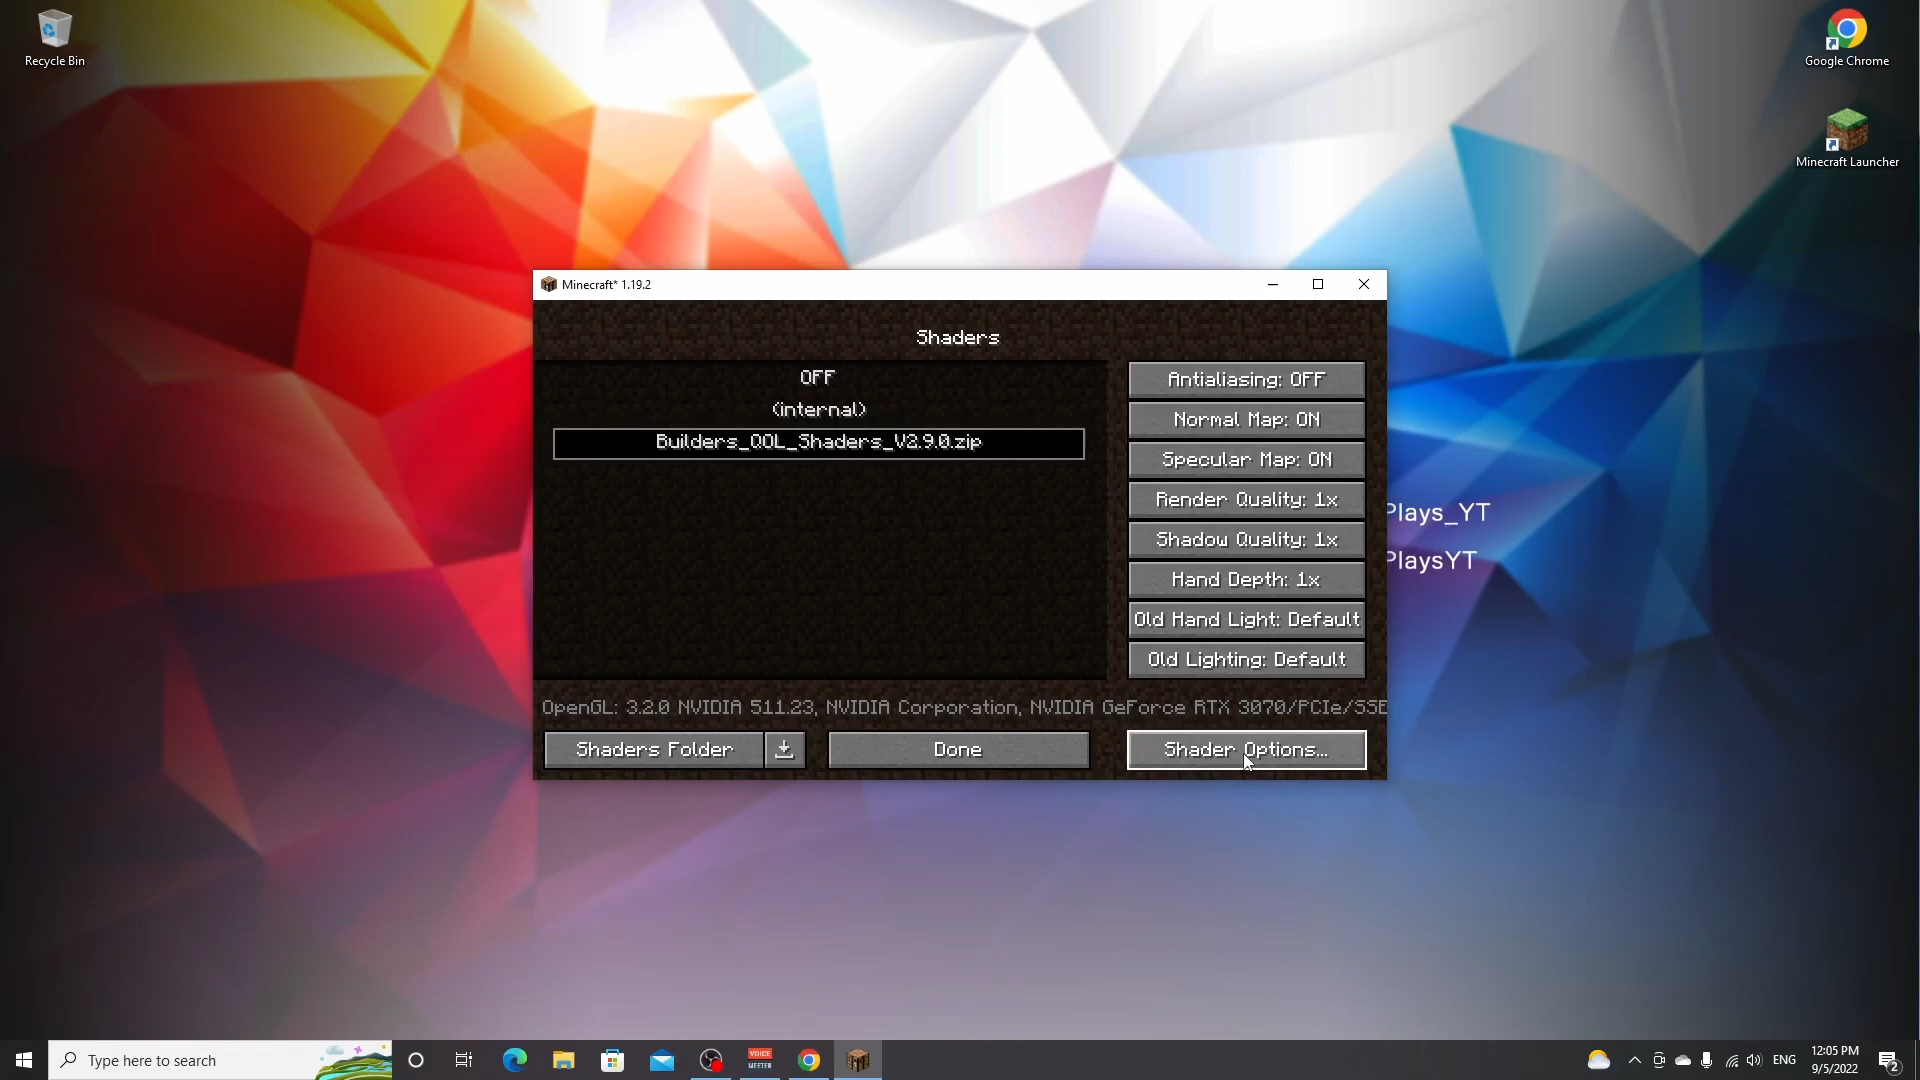 Recycle Bin
Google Chrome
Minecraft Launcher
Minecraft* 1.19.2
Shaders
OFF
(internal)
Builders_QOL_Shaders_V2.9.0.zip
Antialiasing: OFF
Normal Map: ON
Specular Map: ON
Render Quality: 1x
Shadow Quality: 1x
Hand Depth: 1x
Old Hand Light: Default
Old Lighting: Default
Plays_YT
PlaysYT
OpenGL: 3.2.0 NVIDIA 511.23, NVIDIA Corporation, NVIDIA GeForce RTX 3070/PCIe/SSE
Shaders Folder
Done
Shader Options...
Type here to search
VOICE
MEETER
ENG
12:05 PM
9/5/2022
2